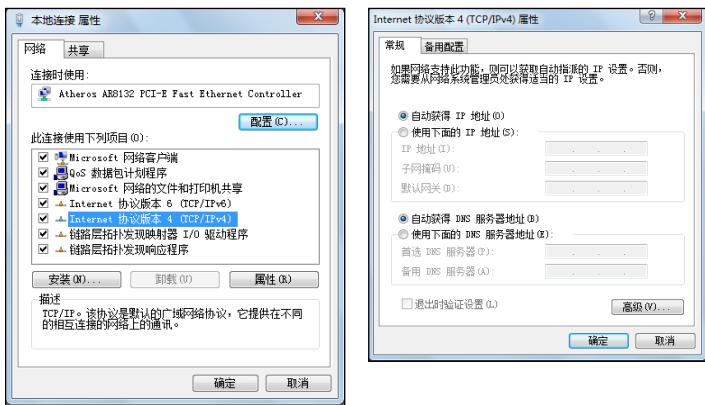 本地连接 属性
网络
共享
连接时使用:
Atheros AR8132 PCI-E Fast Ethernet Controller
配置(C)...
此连接使用下列项目(O):
Microsoft 网络客户端
QoS 数据包计划程序
Microsoft 网络的文件和打印机共享
Internet 协议版本 6 (TCP/IPv6)
Internet 协议版本 4 (TCP/IPv4)
链路层拓扑发现映射器 I/O 驱动程序
链路层拓扑发现响应程序
安装(N)...
卸载(U)
属性(R)
描述
TCP/IP。该协议是默认的广域网络协议，它提供在不同
的相互连接的网络上的通讯。
确定
取消
Internet 协议版本 4 (TCP/IPv4) 属性
常规
备用配置
如果网络支持此功能，则可以获取自动指派的 IP 设置。否则，
您需要从网络系统管理员处获得适当的 IP 设置。
自动获得 IP 地址(O)
使用下面的 IP 地址(S):
IP 地址(I):
子网掩码(U):
默认网关(D):
自动获得 DNS 服务器地址(B)
使用下面的 DNS 服务器地址(E):
首选 DNS 服务器(P):
备用 DNS 服务器(A):
退出时验证设置(L)
高级(V)...
确定
取消